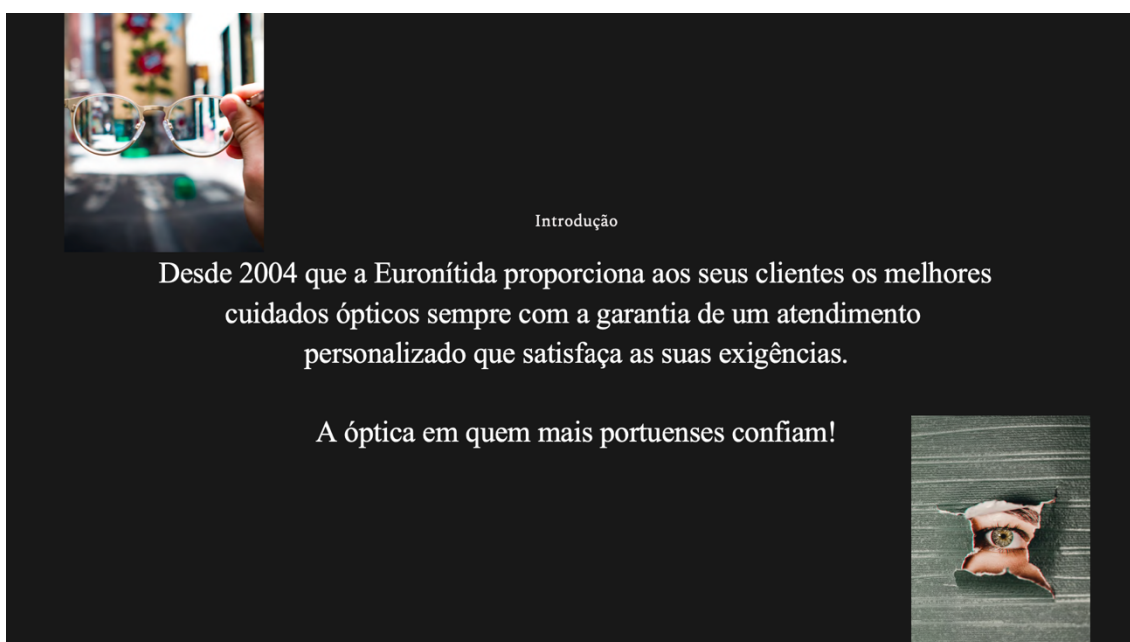 Introdução
Desde 2004 que a Euronítida proporciona aos seus clientes os melhores
cuidados ópticos sempre com a garantia de um atendimento
personalizado que satisfaça as suas exigências.
A óptica em quem mais portuenses confiam!